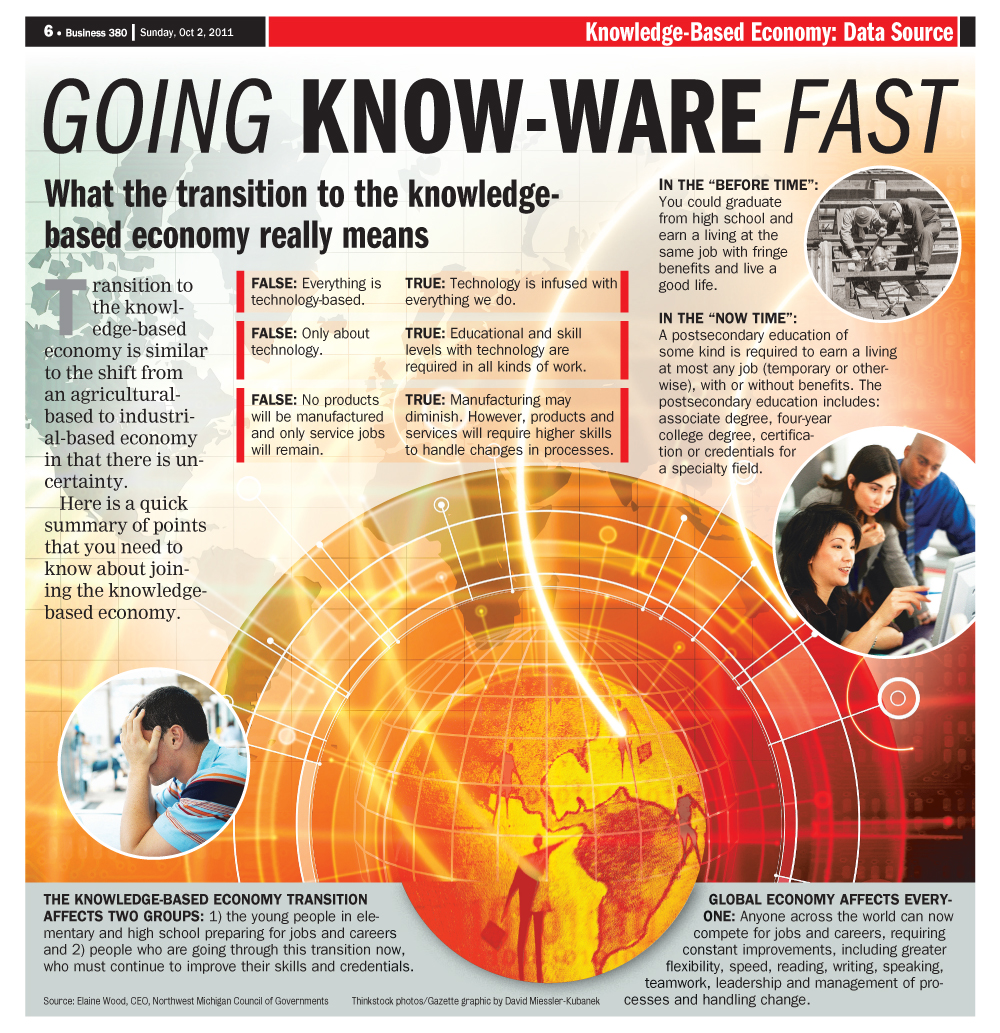 6 • Business 380 | Sunday, Oct 2, 2011
Knowledge-Based Economy: Data Source
GOING KNOW-WARE FAST
What the transition to the knowledge-
based economy really means
Transition to
the knowl-
edge-based
economy is similar
to the shift from
an agricultural-
based to industri-
al-based economy
in that there is un-
certainty.
Here is a quick
summary of points
that you need to
know about join-
ing the knowledge-
based economy.
FALSE: Everything is
technology-based.
TRUE: Technology is infused with
everything we do.
FALSE: Only about
technology.
TRUE: Educational and skill
levels with technology are
required in all kinds of work.
FALSE: No products
will be manufactured
and only service jobs
will remain.
TRUE: Manufacturing may
diminish. However, products and
services will require higher skills
to handle changes in processes.
IN THE “BEFORE TIME”:
You could graduate
from high school and
earn a living at the
same job with fringe
benefits and live a
good life.
IN THE “NOW TIME”:
A postsecondary education of
some kind is required to earn a living
at most any job (temporary or other-
wise), with or without benefits. The
postsecondary education includes:
associate degree, four-year
college degree, certifica-
tion or credentials for
a specialty field.
THE KNOWLEDGE-BASED ECONOMY TRANSITION
AFFECTS TWO GROUPS: 1) the young people in ele-
mentary and high school preparing for jobs and careers
and 2) people who are going through this transition now,
who must continue to improve their skills and credentials.
GLOBAL ECONOMY AFFECTS EVERY-
ONE: Anyone across the world can now
compete for jobs and careers, requiring
constant improvements, including greater
flexibility, speed, reading, writing, speaking,
teamwork, leadership and management of pro-
cesses and handling change.
Source: Elaine Wood, CEO, Northwest Michigan Council of Governments
Thinkstock photos/Gazette graphic by David Miessler-Kubanek